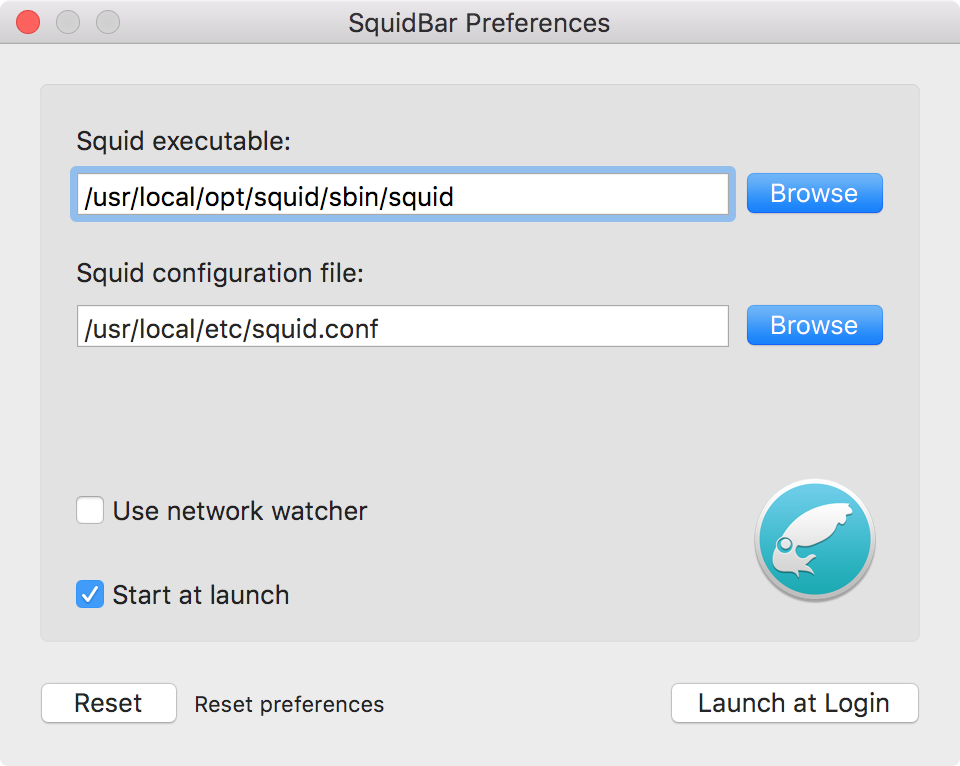 SquidBar Preferences
Squid executable:
/usr/local/opt/squid/sbin/squid
Browse
Squid configuration file:
/usr/local/etc/squid.conf
Browse
Use network watcher
Start at launch
Reset
Reset preferences
Launch at Login